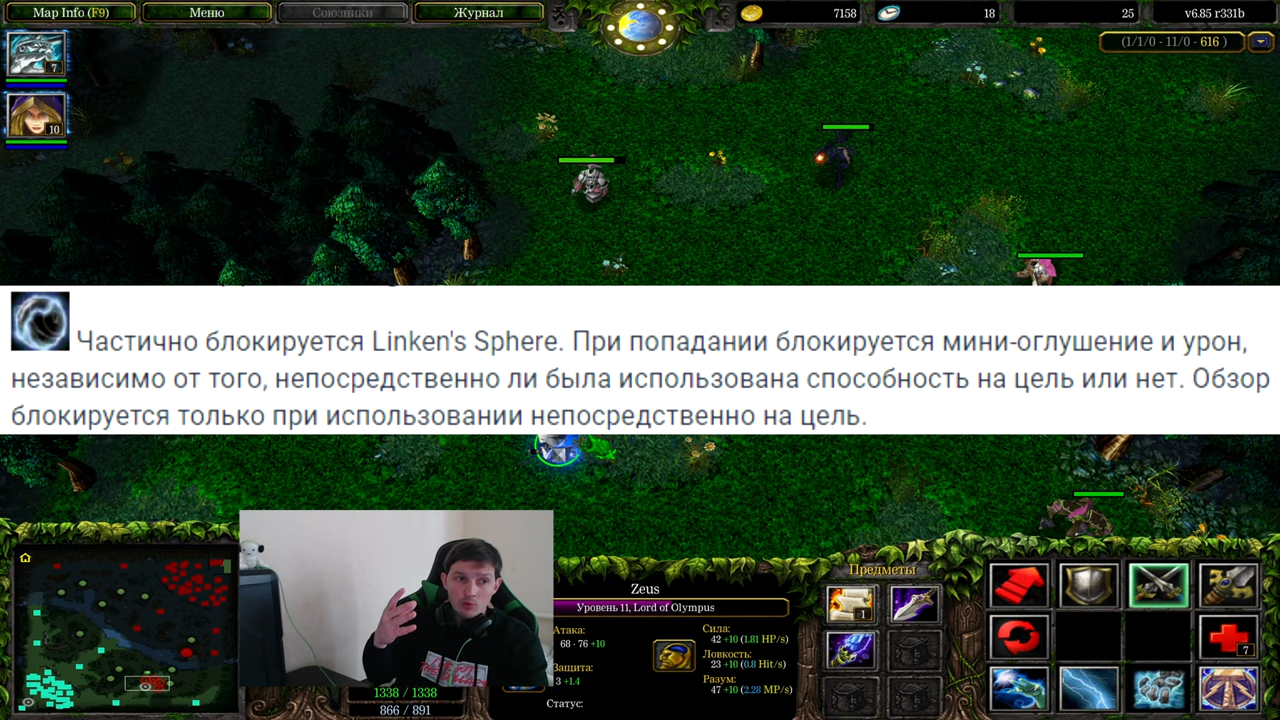 Map Info (F9)
Меню
Союзники
Журнал
7158
18
25
v6.85 r331b
(1/1/0 - 11/0 - 616 )
7
10
Частично блокируется Linken's Sphere. При попадании блокируется мини-оглушение и урон,
независимо от того, непосредственно ли была использована способность на цель или нет. Обзор
блокируется только при использовании непосредственно на цель.
Zeus
Уровень 11, Lord of Olympus
Атака:
68 - 76 +10
Защита:
3 +1.4
Статус:
Сила:
42 +10 (1.81 HP/s)
Ловкость:
23 +10 (0.8 Hit/s)
Разум:
47 +10 (2.28 MP/s)
1338 / 1338
866 / 891
Предметы
1
7